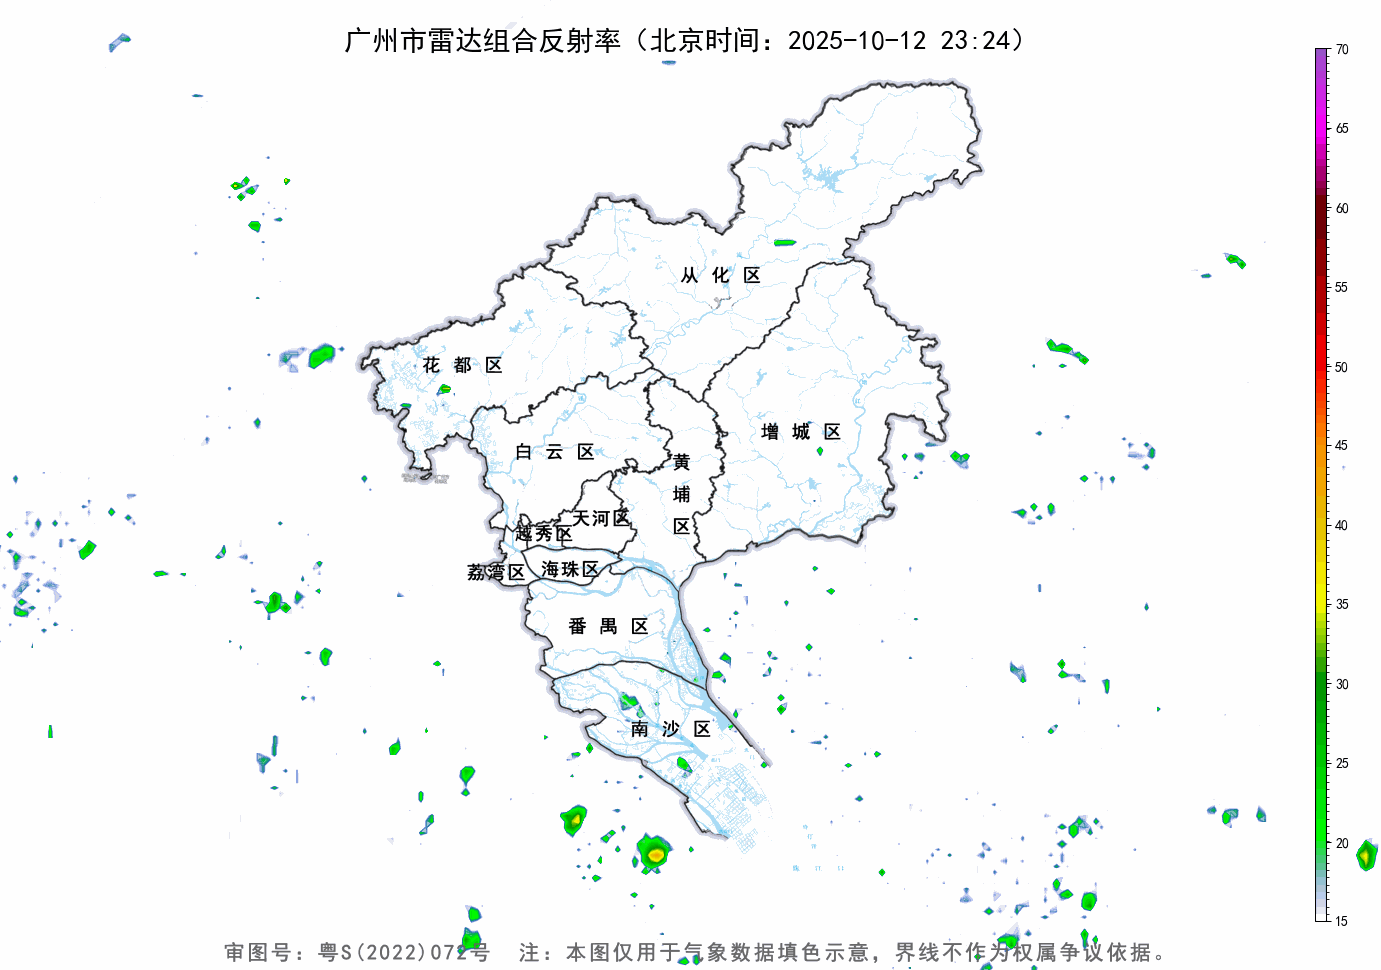 广州市雷达组合反射率（北京时间：2025-10-12 23:24）
70
65
60
55
50
45
40
35
30
25
20
15
从化区
花都区
增城区
白云区
黄埔区
天河区
越秀区
海珠区
荔湾区
番禺区
南沙区
审图号：粤S(2022)072号 注：本图仅用于气象数据填色示意，界线不作为权属争议依据。